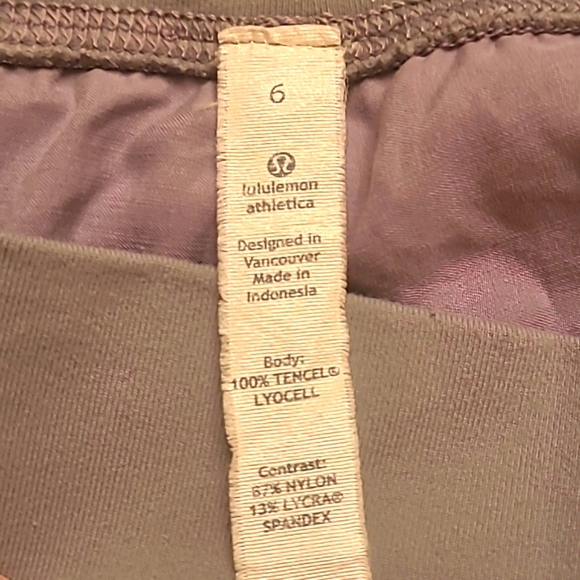 6
lululemon
athletica
Designed in
Vancouver
Made in
Indonesia
Body:
100% TENCEL®
LYOCELL
Contrast:
87% NYLON
13% LYCRA®
SPANDEX